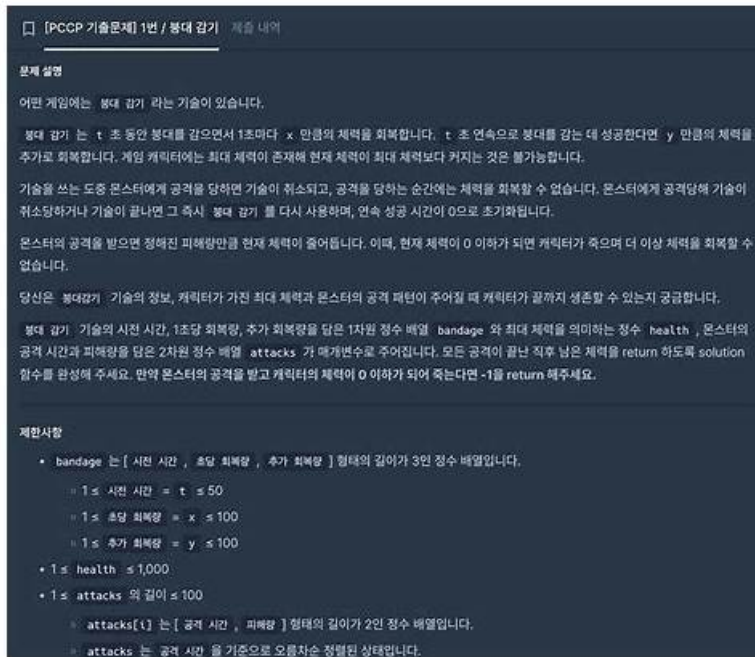 [PCCP 기출문제] 1번 / 붕대 감기 제출 내역
문제 설명
어떤 게임에는 붕대 감기 라는 기술이 있습니다.
붕대 감기 는 t 초 동안 붕대를 감으면서 1초마다 x 만큼의 체력을 회복합니다. t 초 연속으로 붕대를 감는 데 성공한다면 y 만큼의 체력을
추가로 회복합니다. 게임 캐릭터에는 최대 체력이 존재해 현재 체력이 최대 체력보다 커지는 것은 불가능합니다.
기술을 쓰는 도중 몬스터에게 공격을 당하면 기술이 취소되고, 공격을 당하는 순간에는 체력을 회복할 수 없습니다. 몬스터에게 공격당해 기술이
취소당하거나 기술이 끝나면 그 즉시 붕대 감기 를 다시 사용하며, 연속 성공 시간이 0으로 초기화됩니다.
몬스터의 공격을 받으면 정해진 피해량만큼 현재 체력이 줄어듭니다. 이때, 현재 체력이 0 이하가 되면 캐릭터가 죽으며 더 이상 체력을 회복할 수
없습니다.
당신은 붕대감기 기술의 정보, 캐릭터가 가진 최대 체력과 몬스터의 공격 패턴이 주어질 때 캐릭터가 끝까지 생존할 수 있는지 궁금합니다.
붕대 감기 기술의 시전 시간, 1초당 회복량, 추가 회복량을 담은 1차원 정수 배열 bandage 와 최대 체력을 의미하는 정수 health , 몬스터의
공격 시간과 피해량을 담은 2차원 정수 배열 attacks 가 매개변수로 주어집니다. 모든 공격이 끝난 직후 남은 체력을 return 하도록 solution
함수를 완성해 주세요. 만약 몬스터의 공격을 받고 캐릭터의 체력이 0 이하가 되어 죽는다면 -1을 return 해주세요.
제한사항
• bandage 는 [ 시전 시간 , 초당 회복량 , 추가 회복량 ] 형태의 길이가 3인 정수 배열입니다.
◦ 1 ≤ 시전 시간 = t ≤ 50
◦ 1 ≤ 초당 회복량 = x ≤ 100
◦ 1 ≤ 추가 회복량 = y ≤ 100
• 1 ≤ health ≤ 1,000
• 1 ≤ attacks 의 길이 ≤ 100
◦ attacks[i] 는 [ 공격 시간 , 피해량 ] 형태의 길이가 2인 정수 배열입니다.
◦ attacks 는 공격 시간 을 기준으로 오름차순 정렬된 상태입니다.